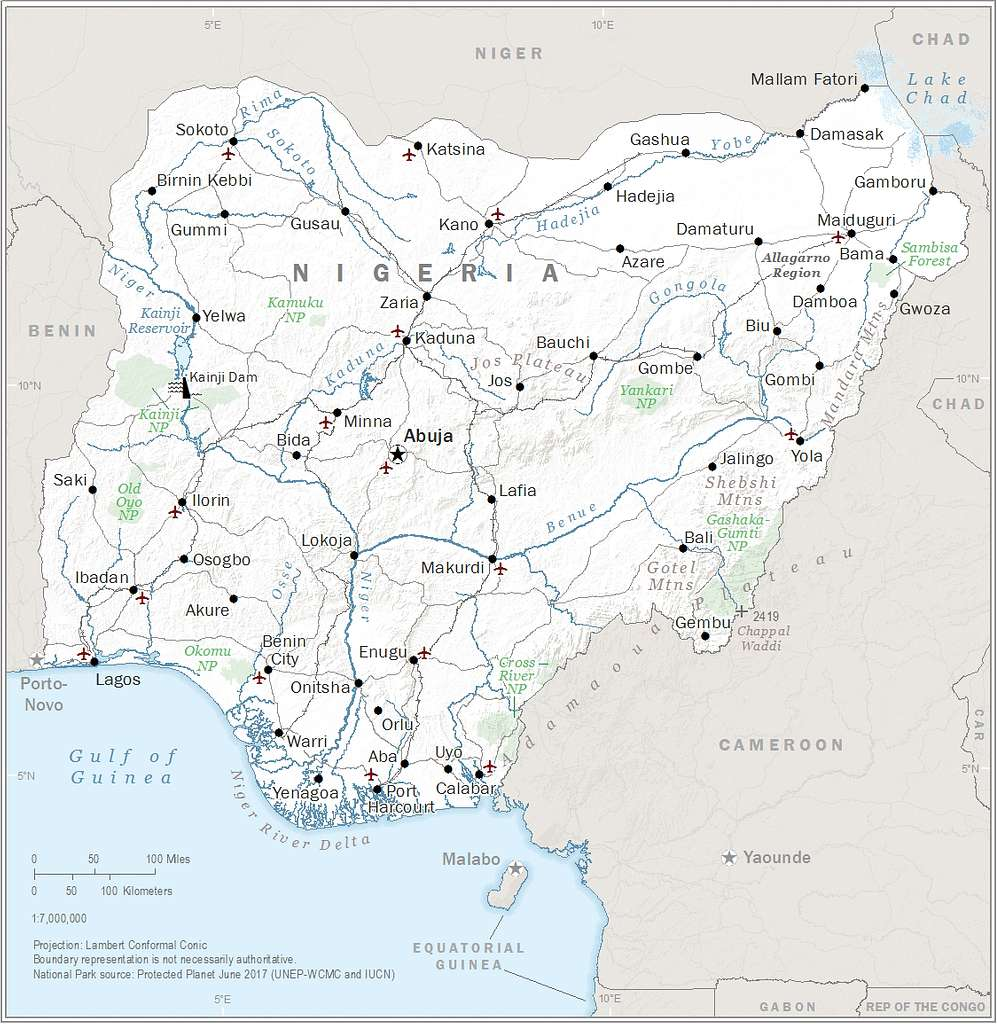 5°E
10°E
NIGER
CHAD
Lake
Chad
Mallam Fatori
Rima
Sokoto
Katsina
Sokoto
Gashua
Yobe
Damasak
Birnin Kebbi
Gamboru
Hadejia
Gummi
Gusau
Kano
Hadejia
Damaturu
Maiduguri
Azare
Allagarno
Region
Bama
Sambisa
Forest
NIGERIA
Niger
Kamuku
NP
Zaria
Gongola
Damboa
Gwoza
Kainji
Reservoir
Yelwa
BENIN
Kaduna
Biu
Kaduna
Jos Plateau
Bauchi
Gombe
Gombi
Mandara Mtns
Kainji Dam
Jos
10°N
10°N
Yankari
NP
CHAD
Kainji
NP
Minna
Bida
Abuja
Yola
Jalingo
Saki
Old
Oyo
NP
Ilorin
Lafia
Shebshi
Mtns
Benue
Gashaka-
Gumti
NP
Lokoja
Bali
Osogbo
Makurdi
Gotel
Mtns
Ibadan
Osse
Niger
Akure
2419
Chappal
Waddi
Gembu
Adamaoua Plateau
Benin
City
Enugu
Okomu
NP
Cross
River
NP
Lagos
Porto-
Novo
Onitsha
Orlu
CAR
Warri
CAMEROON
Gulf of
Guinea
Aba
Uyo
5°N
5°N
Yenagoa
Port
Harcourt
Calabar
Niger River Delta
Malabo
Yaounde
0 50 100 Miles
0 50 100 Kilometers
1:7,000,000
EQUATORIAL
GUINEA
Projection: Lambert Conformal Conic
Boundary representation is not necessarily authoritative.
National Park source: Protected Planet June 2017 (UNEP-WCMC and IUCN)
5°E
10°E
GABON
REP OF THE CONGO